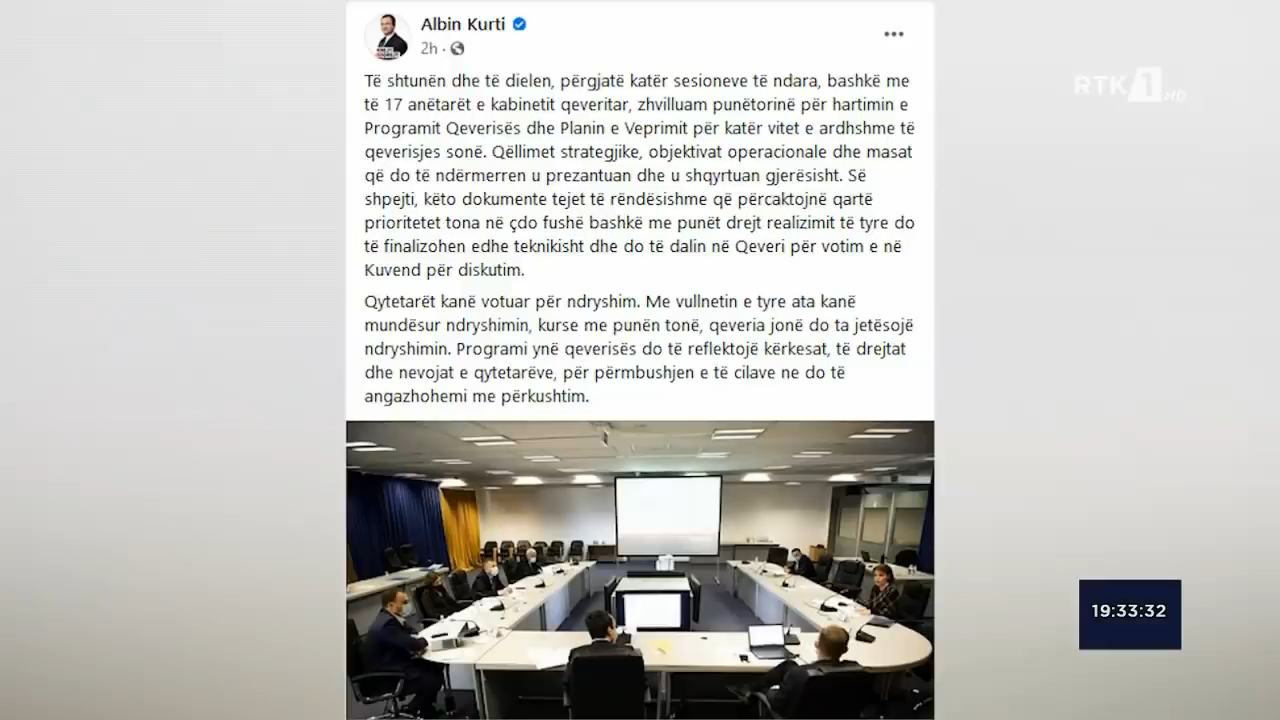 Albin Kurti
2h ·
RTK 1 HD
Të shtunën dhe të dielen, përgjatë katër sesioneve të ndara, bashkë me
të 17 anëtarët e kabinetit qeveritar, zhvilluam punëtorinë për hartimin e
Programit Qeverisës dhe Planin e Veprimit për katër vitet e ardhshme të
qeverisjes sonë. Qëllimet strategjike, objektivat operacionale dhe masat
që do të ndërmerren u prezantuan dhe u shqyrtuan gjerësisht. Së
shpejti, këto dokumente tejet të rëndësishme që përcaktojnë qartë
prioritetet tona në çdo fushë bashkë me punët drejt realizimit të tyre do
të finalizohen edhe teknikisht dhe do të dalin në Qeveri për votim e në
Kuvend për diskutim.
Qytetarët kanë votuar për ndryshim. Me vullnetin e tyre ata kanë
mundësur ndryshimin, kurse me punën tonë, qeveria jonë do ta jetësojë
ndryshimin. Programi ynë qeverisës do të reflektojë kërkesat, të drejtat
dhe nevojat e qytetarëve, për përmbushjen e të cilave ne do të
angazhohemi me përkushtim.
19:33:32